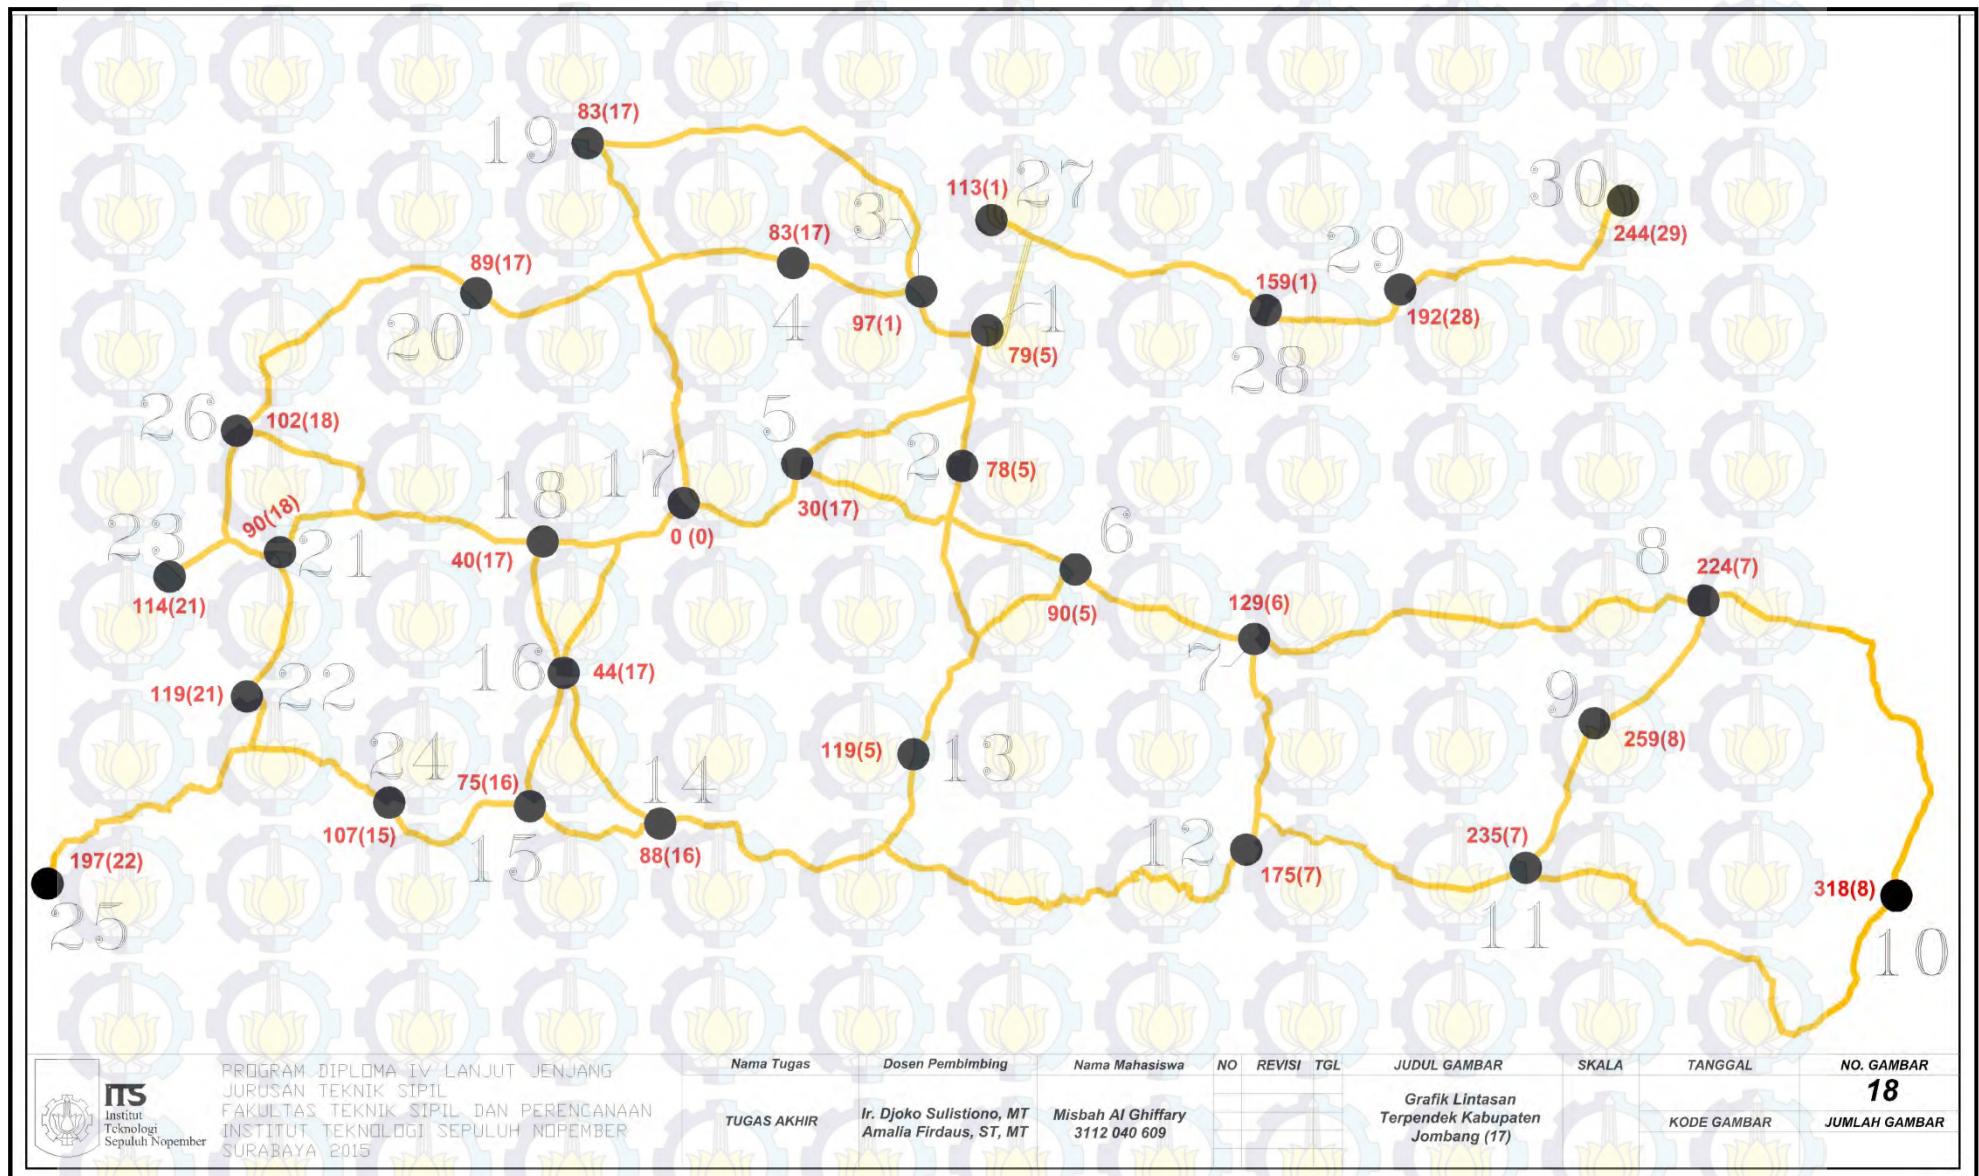 83(17)
19
113(1)
27
30
3
83(17)
244(29)
89(17)
29
159(1)
1
4
97(1)
192(28)
20
79(5)
28
26
102(18)
5
2
18
17
78(5)
90(18)
30(17)
6
23
0 (0)
21
40(17)
8
224(7)
114(21)
90(5)
129(6)
16
44(17)
7
119(21)
22
9
259(8)
24
119(5)
13
75(16)
14
107(15)
15
88(16)
12
175(7)
235(7)
197(22)
318(8)
25
11
10
ITS
Institut
Teknologi
Sepuluh Nopember
PROGRAM DIPLOMA IV LANJUT JENJANG
JURUSAN TEKNIK SIPIL
FAKULTAS TEKNIK SIPIL DAN PERENCANAAN
INSTITUT TEKNOLOGI SEPULUH NOPEMBER
SURABAYA 2015
Nama Tugas
TUGAS AKHIR
Dosen Pembimbing
Ir. Djoko Sulistiono, MT
Amalia Firdaus, ST, MT
Nama Mahasiswa
Misbah Al Ghiffary
3112 040 609
NO REVISI TGL
JUDUL GAMBAR
Grafik Lintasan
Terpendek Kabupaten
Jombang (17)
SKALA
TANGGAL
KODE GAMBAR
NO. GAMBAR
18
JUMLAH GAMBAR